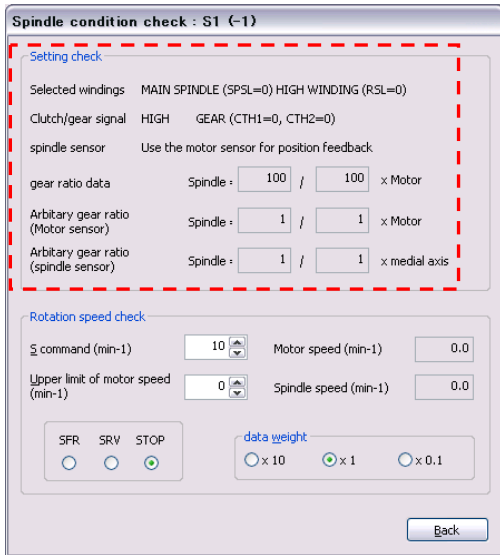 Spindle condition check : S1 (-1)
Setting check
Selected windings MAIN SPINDLE (SPSL=0) HIGH WINDING (RSL=0)
Clutch/gear signal HIGH GEAR (CTH1=0, CTH2=0)
spindle sensor Use the motor sensor for position feedback
gear ratio data Spindle = 100 / 100 x Motor
Arbitary gear ratio
(Motor sensor) Spindle = 1 / 1 x Motor
Arbitary gear ratio
(spindle sensor) Spindle = 1 / 1 x medial axis
Rotation speed check
S command (min-1) 10 Motor speed (min-1) 0.0
Upper limit of motor speed
(min-1) 0 Spindle speed (min-1) 0.0
SFR SRV STOP
data weight
x 10 x 1 x 0.1
Back